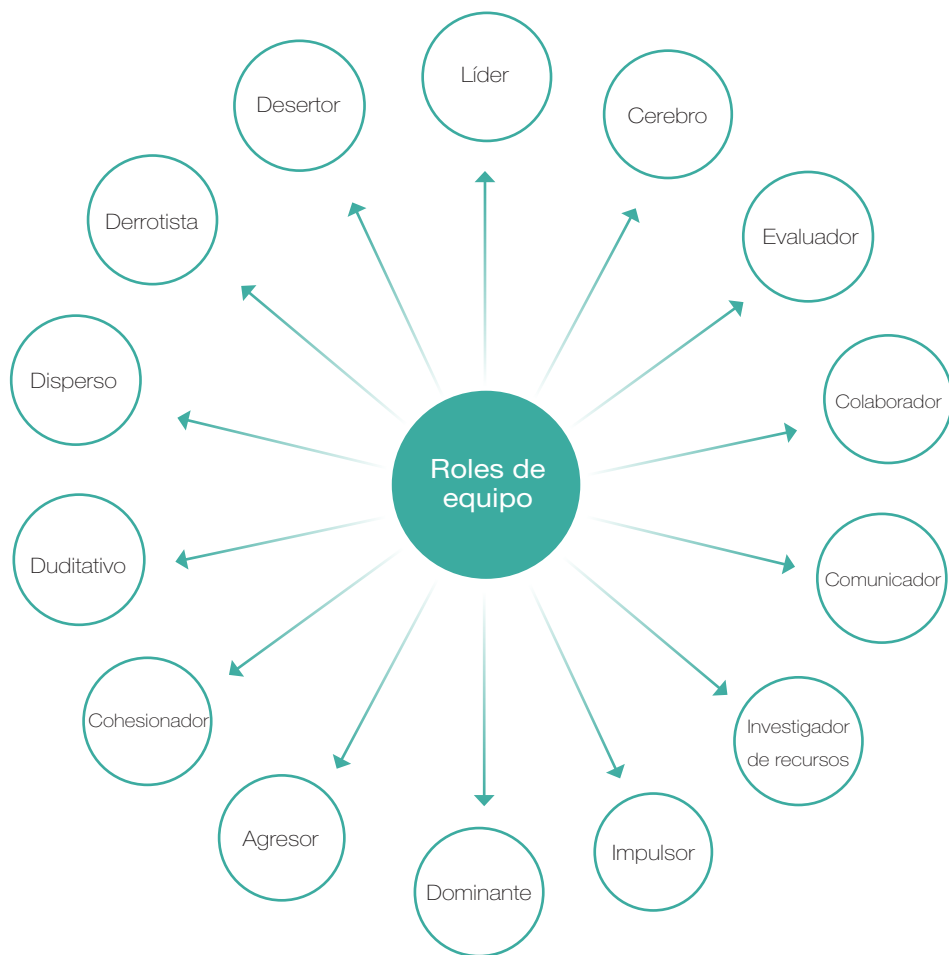 Líder
Desertor
Cerebro
Derrotista
Evaluador
Disperso
Colaborador
Roles de
equipo
Duditativo
Comunicador
Cohesionador
Investigador
de recursos
Agresor
Impulsor
Dominante